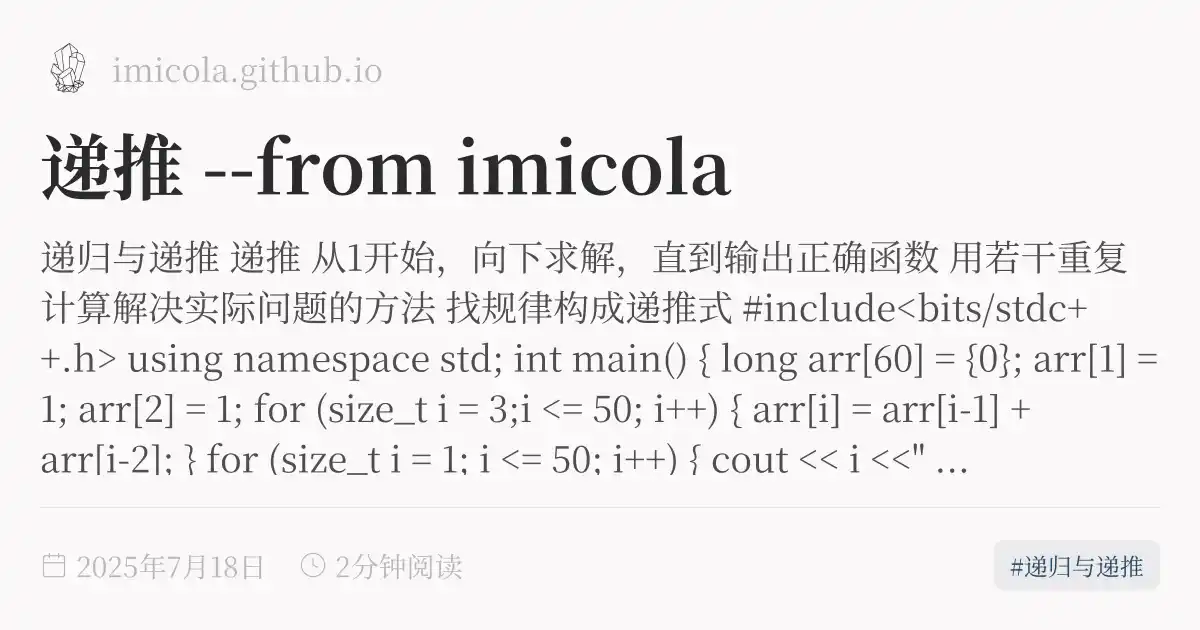 imicola.github.io
递推 --from imicola
递归与递推 递推 从1开始，向下求解，直到输出正确函数 用若干重复
计算解决实际问题的方法 找规律构成递推式 #include<bits/stdc+
+.h> using namespace std; int main() { long arr[60] = {0}; arr[1] =
1; arr[2] = 1; for (size_t i = 3;i <= 50; i++) { arr[i] = arr[i-1] +
arr[i-2]; } for (size_t i = 1; i <= 50; i++) { cout << i <<" ...
2025年7月18日
2分钟阅读
#递归与递推